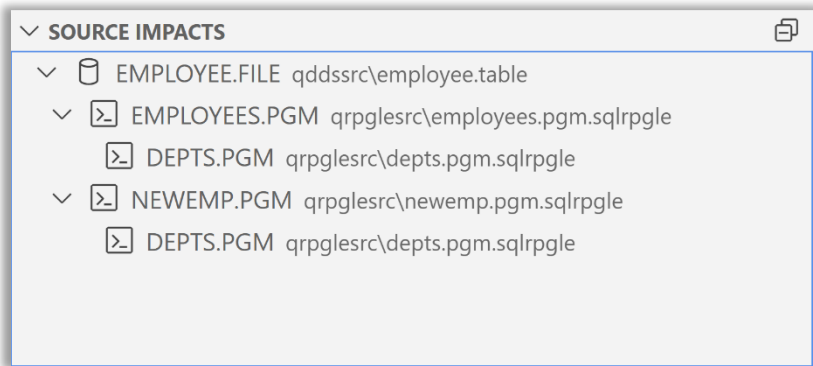 SOURCE IMPACTS
EMPLOYEE.FILE qddssrc\employee.table
EMPLOYEES.PGM qrpglesrc\employees.pgm.sqlrpgle
DEPTS.PGM qrpglesrc\depts.pgm.sqlrpgle
NEWEMP.PGM qrpglesrc\newemp.pgm.sqlrpgle
DEPTS.PGM qrpglesrc\depts.pgm.sqlrpgle